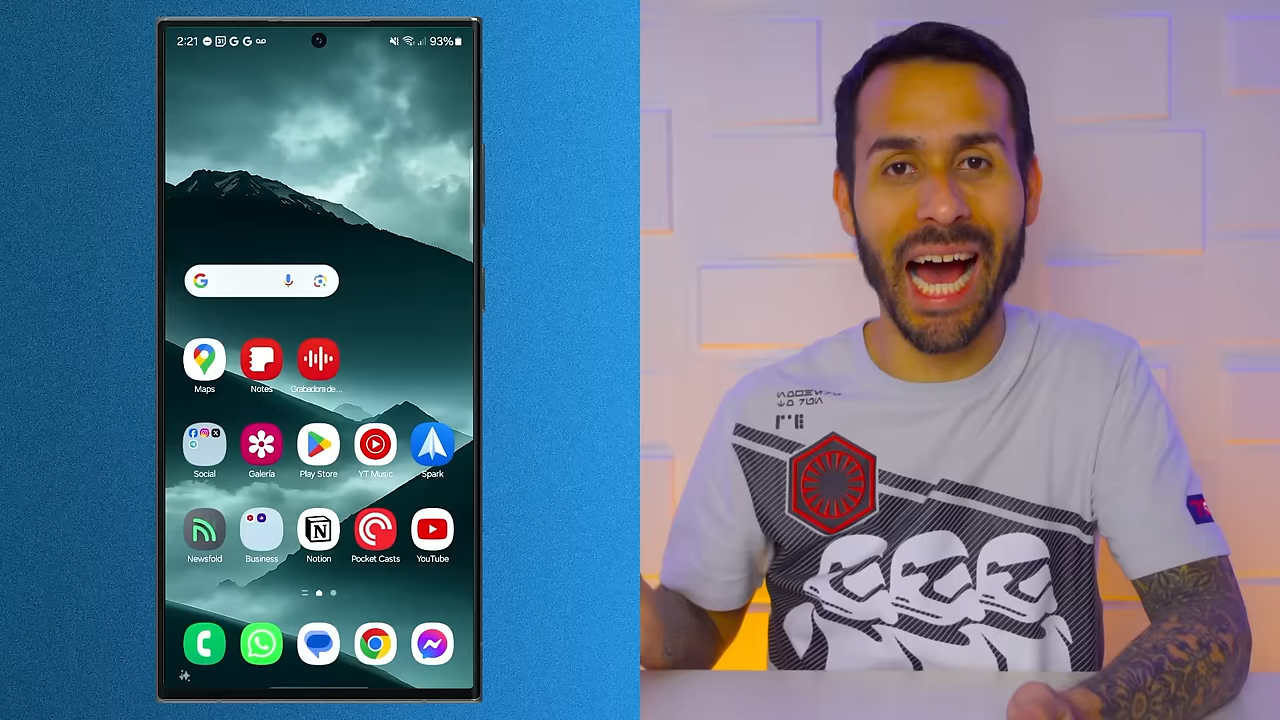 2:21
93%
Maps
Notes
Grabadora de...
Social
Galería
Play Store
YT Music
Spark
Newsfold
Business
Notion
Pocket Casts
YouTube